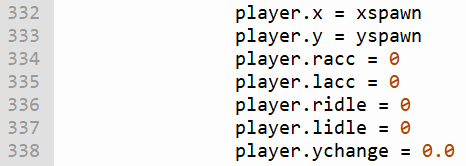 332 player.x = xspawn
333 player.y = yspawn
334 player.racc = 0
335 player.lacc = 0
336 player.ridle = 0
337 player.lidle = 0
338 player.ychange = 0.0